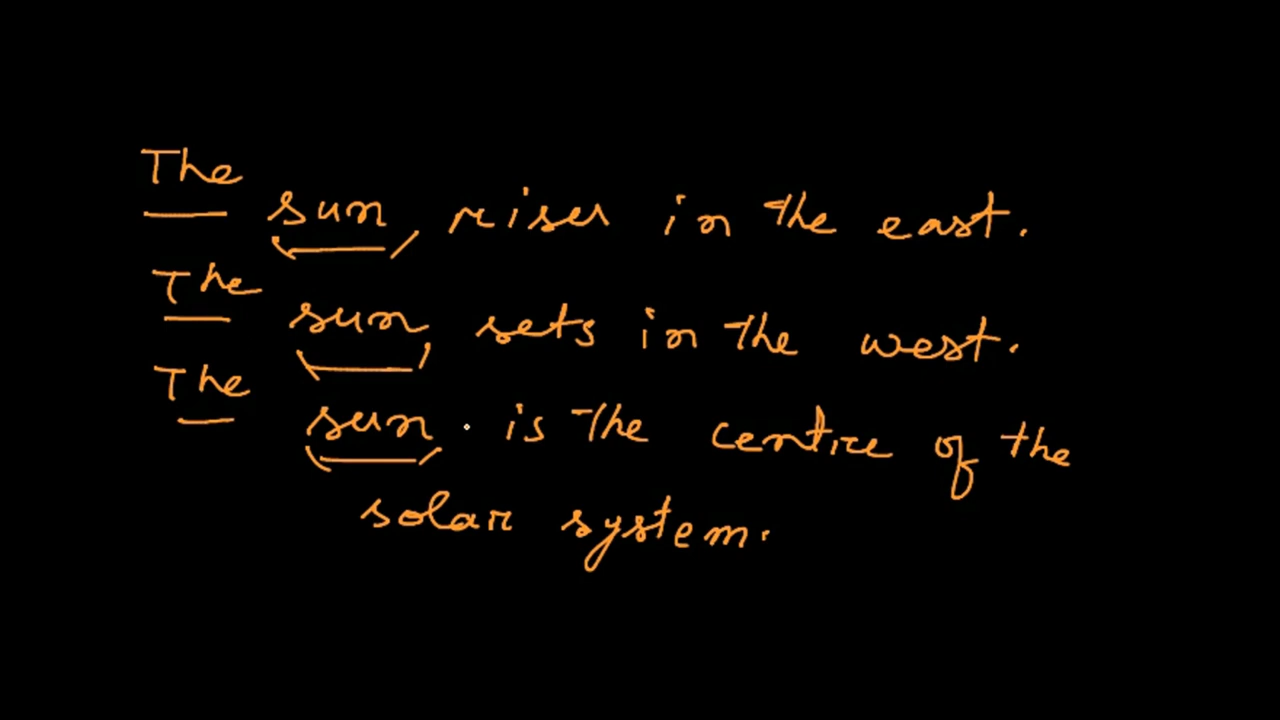 The sun rises in the east.
The sun sets in the west.
The sun is the centre of the
solar system.